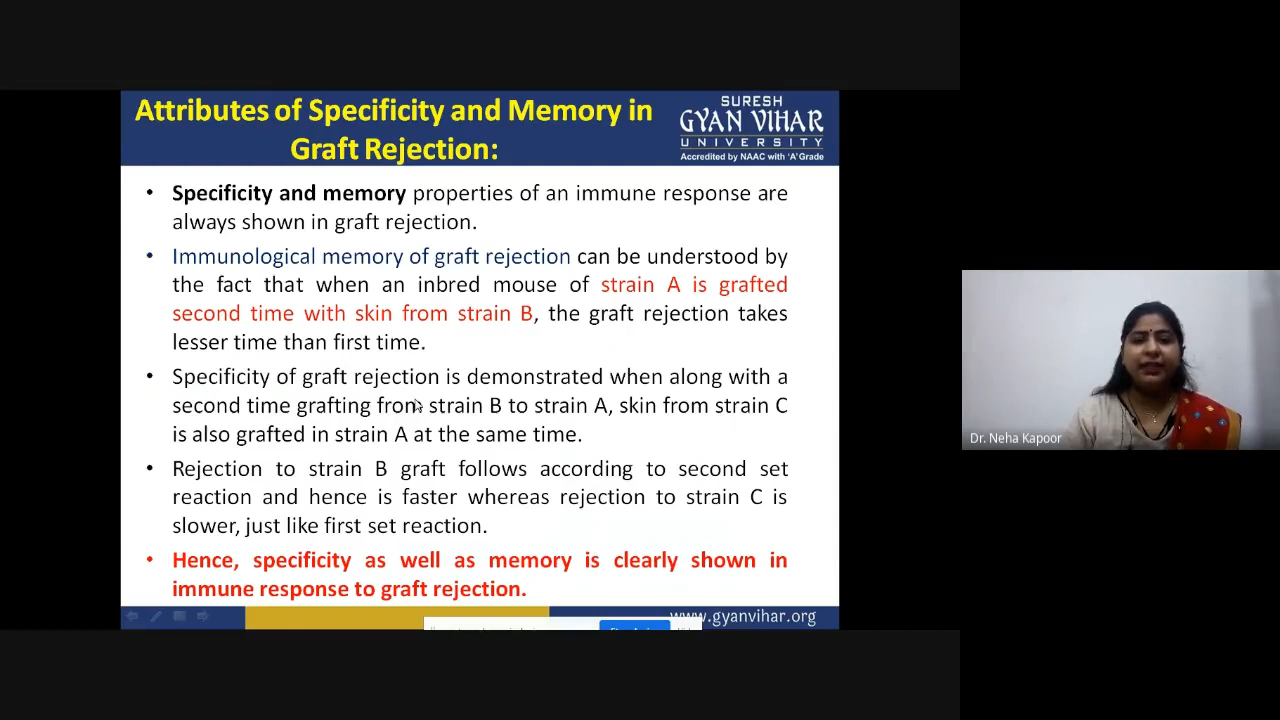 Attributes of Specificity and Memory in
Graft Rejection:
SURESH
GYAN VIHAR
UNIVERSITY
Accredited by NAAC with 'A' Grade
• Specificity and memory properties of an immune response are
always shown in graft rejection.
• Immunological memory of graft rejection can be understood by
the fact that when an inbred mouse of strain A is grafted
second time with skin from strain B, the graft rejection takes
lesser time than first time.
• Specificity of graft rejection is demonstrated when along with a
second time grafting from strain B to strain A, skin from strain C
is also grafted in strain A at the same time.
• Rejection to strain B graft follows according to second set
reaction and hence is faster whereas rejection to strain C is
slower, just like first set reaction.
• Hence, specificity as well as memory is clearly shown in
immune response to graft rejection.
www.gyanvihar.org
Dr. Neha Kapoor